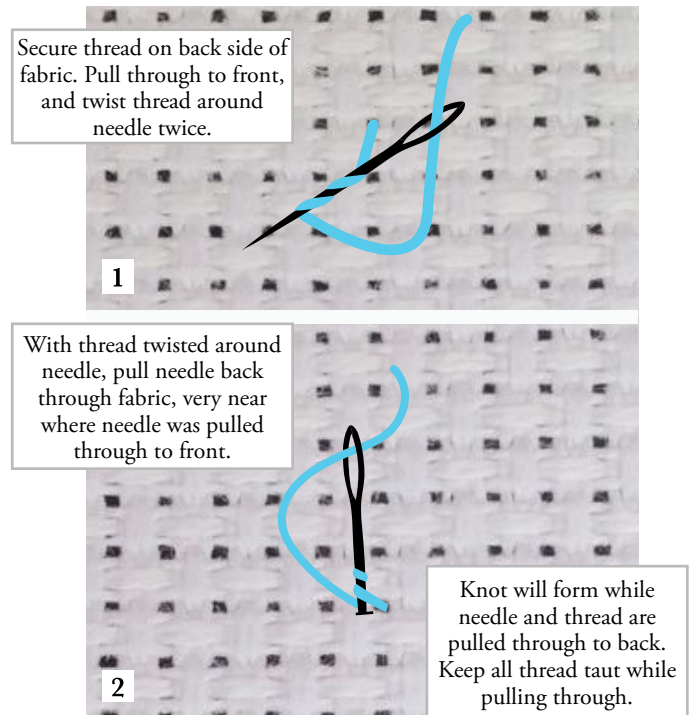 Secure thread on back side of
fabric. Pull through to front,
and twist thread around
needle twice.
1
With thread twisted around
needle, pull needle back
through fabric, very near
where needle was pulled
through to front.
Knot will form while
needle and thread are
pulled through to back.
Keep all thread taut while
pulling through.
2